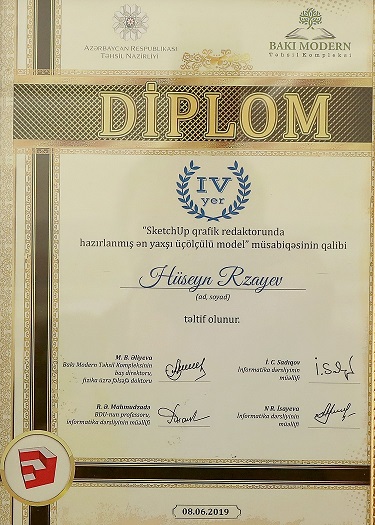 AZƏRBAYCAN RESPUBLİKASI
TƏHSİL NAZİRLİYİ
BAKI MODERN
Təhsil Kompleksi
DİPLOM
IV
yer
“SketchUp qrafik redaktorunda
hazırlanmış ən yaxşı üçölçülü model” müsabiqəsinin qalibi
Hüseyn Rzayev
(ad, soyad)
təltif olunur.
M. B. Əliyeva
Bakı Modern Təhsil Kompleksinin
baş direktoru,
fizika üzrə fəlsəfə doktoru
İ. C. Sadıqov
İnformatika dərsliyinin
müəllifi
R. Ə. Mahmudzadə
BDU-nun professoru,
informatika dərsliyinin müəllifi
N R. İsayeva
İnformatika dərsliyinin
müəllifi
08.06.2019